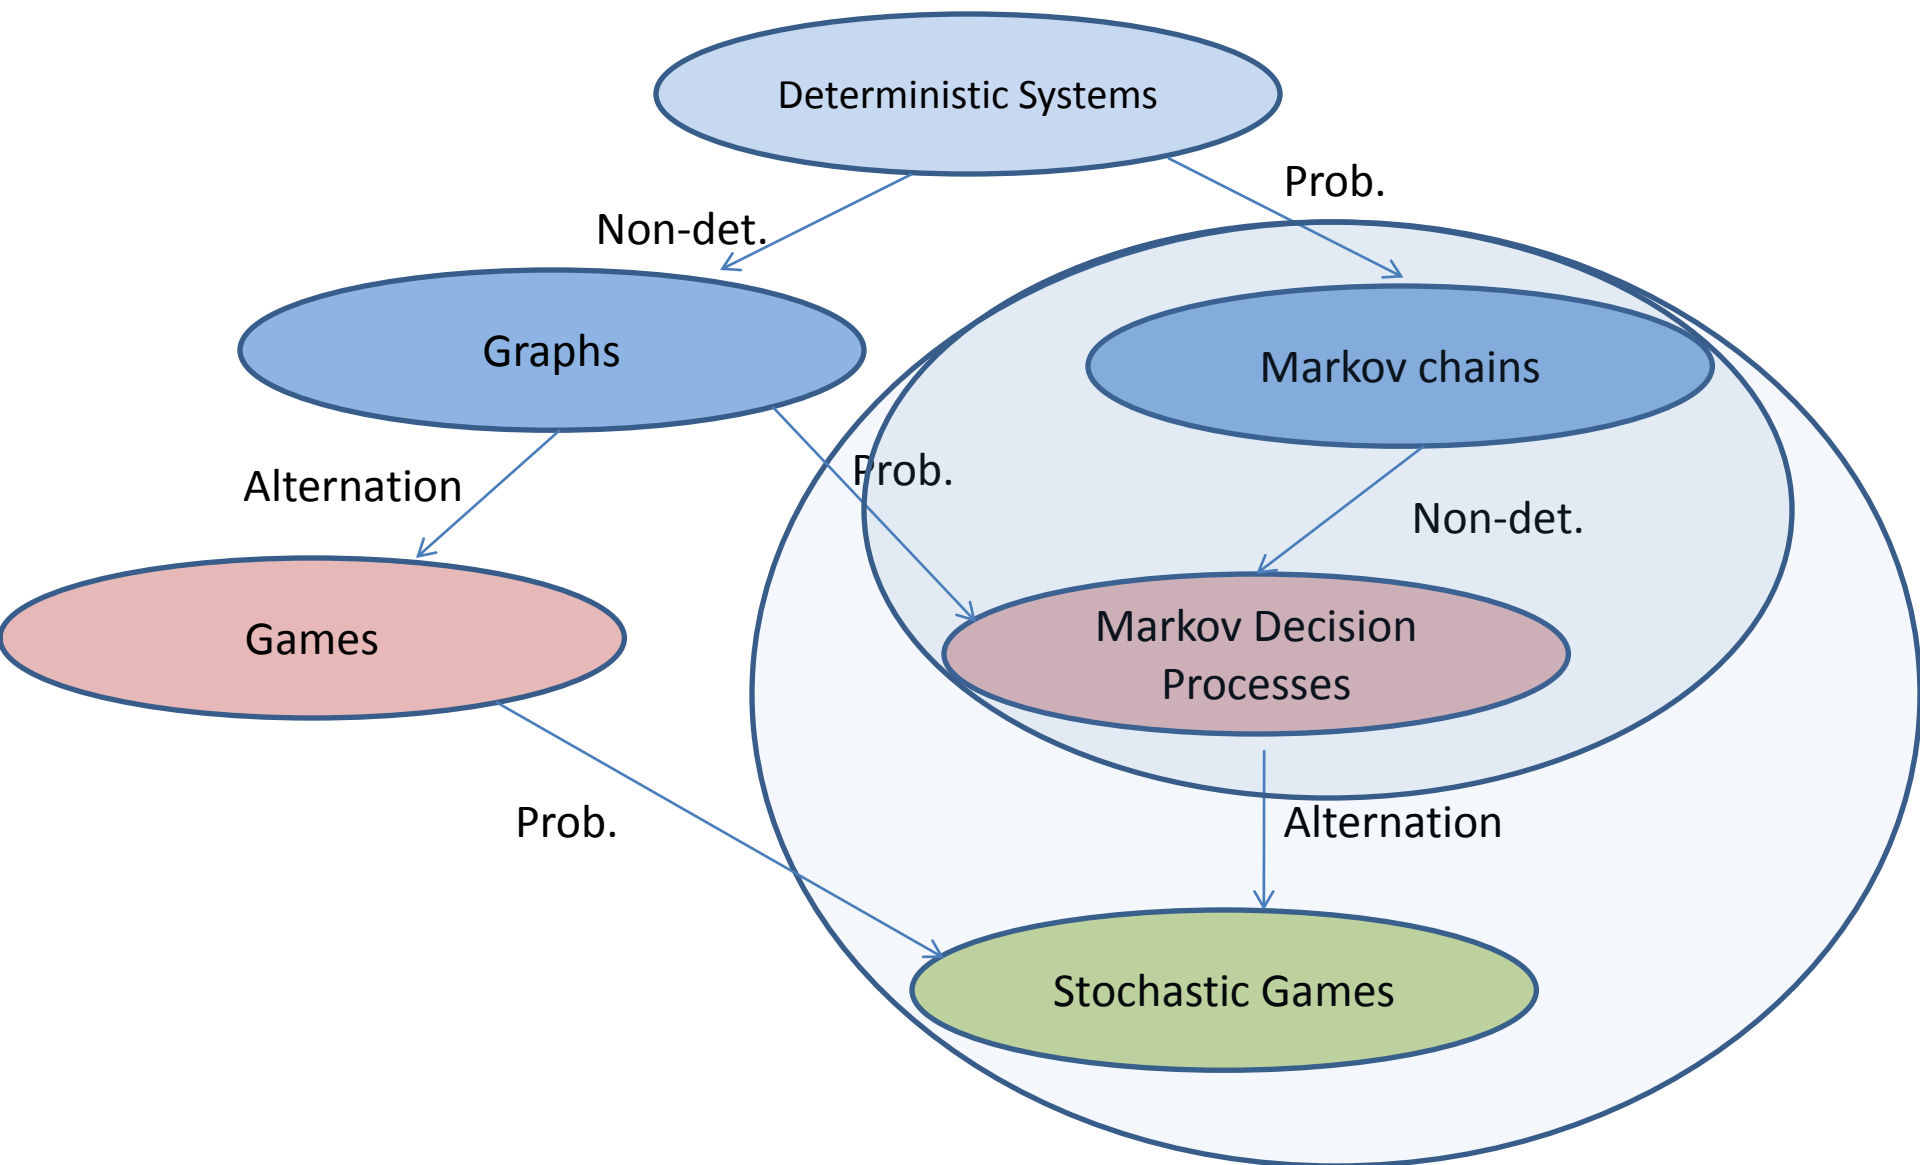 Deterministic Systems
Prob.
Non-det.
Graphs
Markov chains
Prob.
Alternation
Non-det.
Games
Markov Decision
Processes
Prob.
Alternation
Stochastic Games